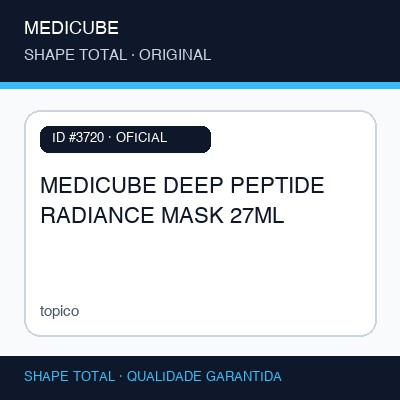 MEDICUBE
SHAPE TOTAL · ORIGINAL
ID #3720 · OFICIAL
MEDICUBE DEEP PEPTIDE
RADIANCE MASK 27ML
topico
SHAPE TOTAL · QUALIDADE GARANTIDA